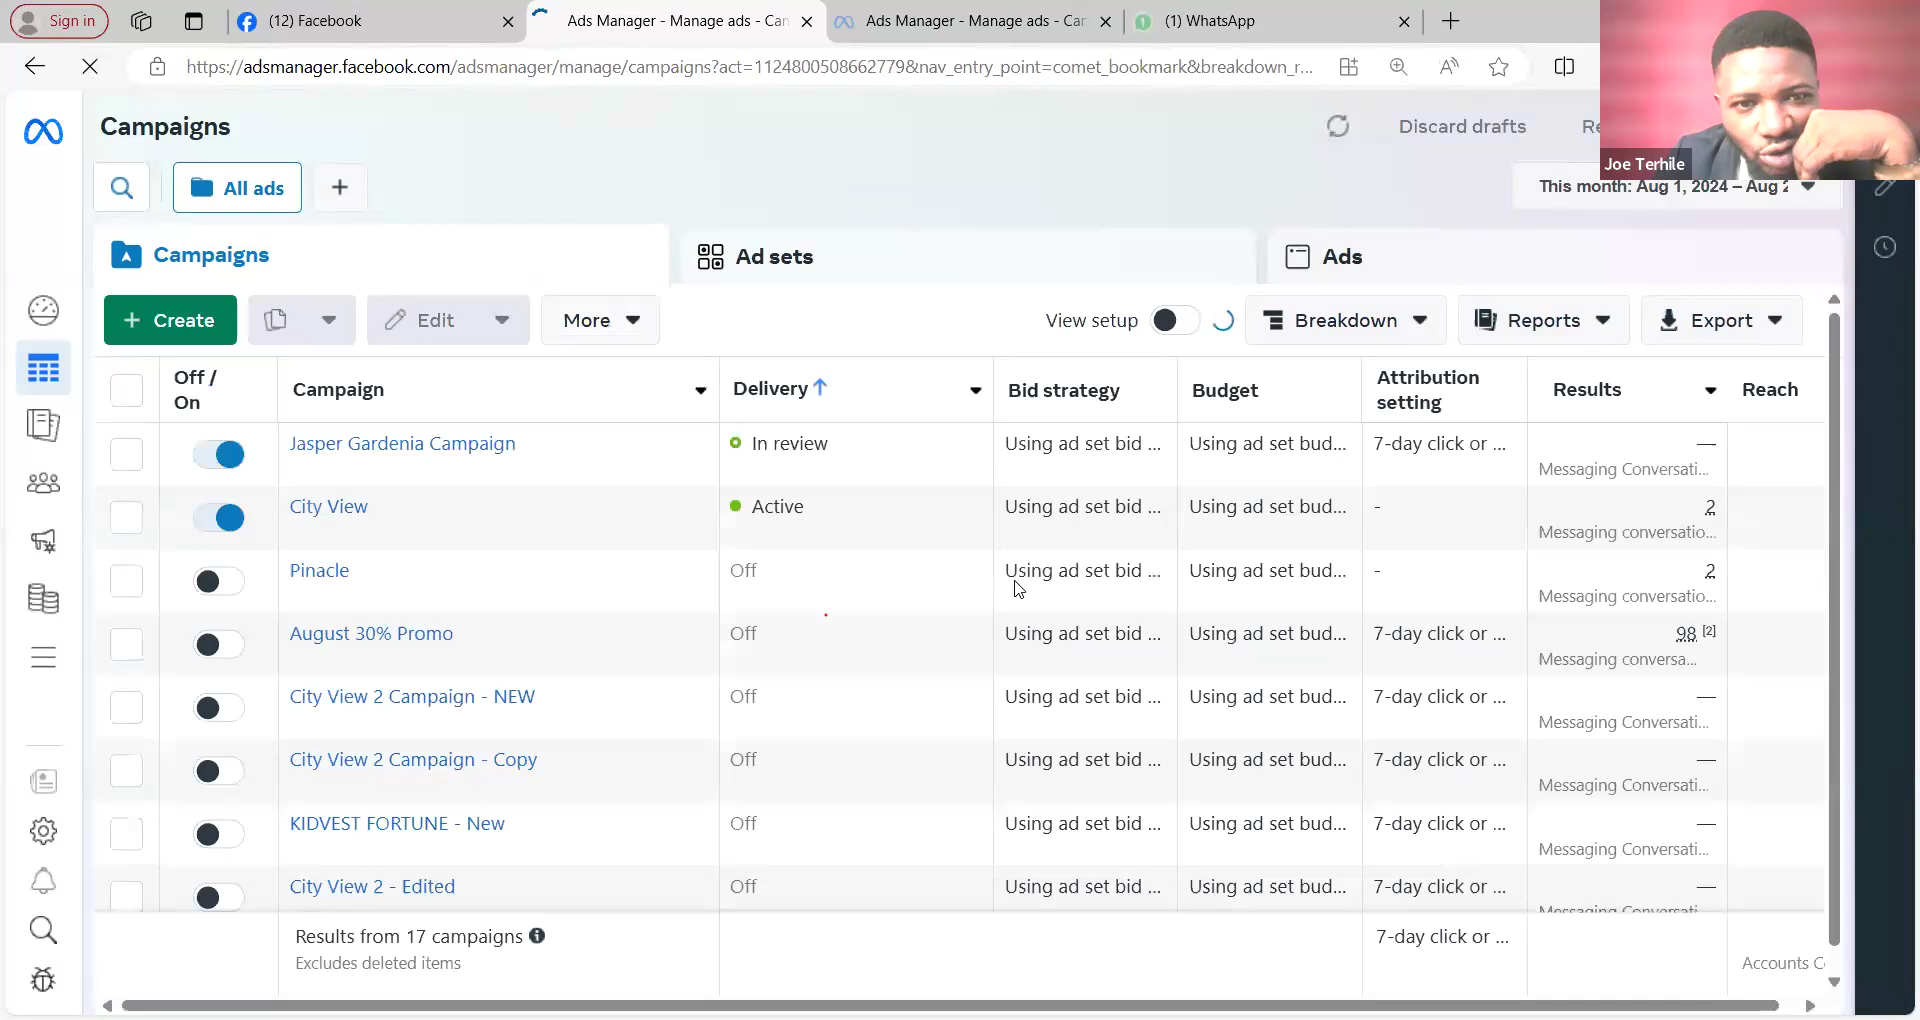 Sign in
(12) Facebook
Ads Manager - Manage ads - Can
Ads Manager - Manage ads - Car
(1) WhatsApp
https://adsmanager.facebook.com/adsmanager/manage/campaigns?act=1124800508662779&nav_entry_point=comet_bookmark&breakdown_r...
Campaigns
Discard drafts
Re
Joe Terhile
All ads
This month: Aug 1, 2024 – Aug 2
Campaigns
Ad sets
Ads
Create
Edit
More
View setup
Breakdown
Reports
Export
Off / On
Campaign
Delivery
Bid strategy
Budget
Attribution setting
Results
Reach
Jasper Gardenia Campaign
In review
Using ad set bid ...
Using ad set bud...
7-day click or ...
—
Messaging Conversati...
City View
Active
Using ad set bid ...
Using ad set bud...
-
2
Messaging conversatio...
Pinacle
Off
Using ad set bid ...
Using ad set bud...
-
2
Messaging conversatio...
August 30% Promo
Off
Using ad set bid ...
Using ad set bud...
7-day click or ...
98 [2]
Messaging conversa...
City View 2 Campaign - NEW
Off
Using ad set bid ...
Using ad set bud...
7-day click or ...
—
Messaging Conversati...
City View 2 Campaign - Copy
Off
Using ad set bid ...
Using ad set bud...
7-day click or ...
—
Messaging Conversati...
KIDVEST FORTUNE - New
Off
Using ad set bid ...
Using ad set bud...
7-day click or ...
—
Messaging Conversati...
City View 2 - Edited
Off
Using ad set bid ...
Using ad set bud...
7-day click or ...
—
Messaging Conversati...
Results from 17 campaigns
Excludes deleted items
7-day click or ...
Accounts C